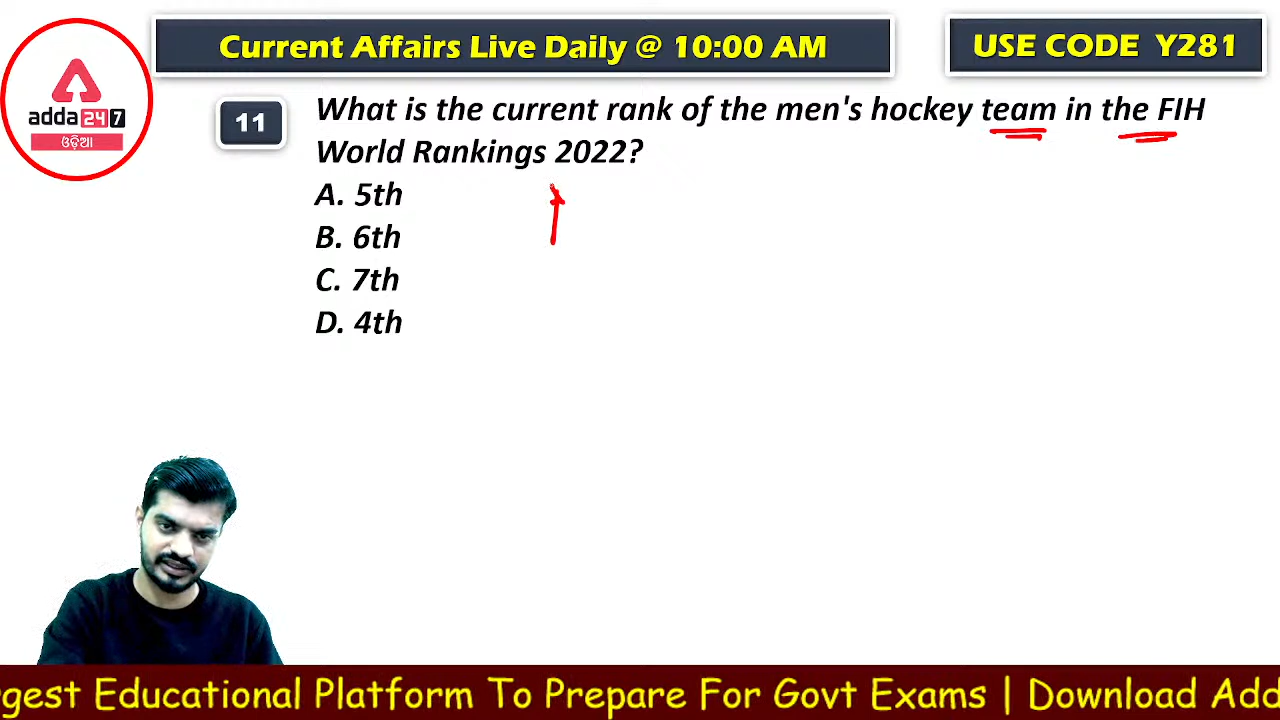 Current Affairs Live Daily @ 10:00 AM
USE CODE Y281
adda 24 7
ଓଡ଼ିଆ
11
What is the current rank of the men's hockey team in the FIH
World Rankings 2022?
A. 5th
B. 6th
C. 7th
D. 4th
gest Educational Platform To Prepare For Govt Exams | Download Add